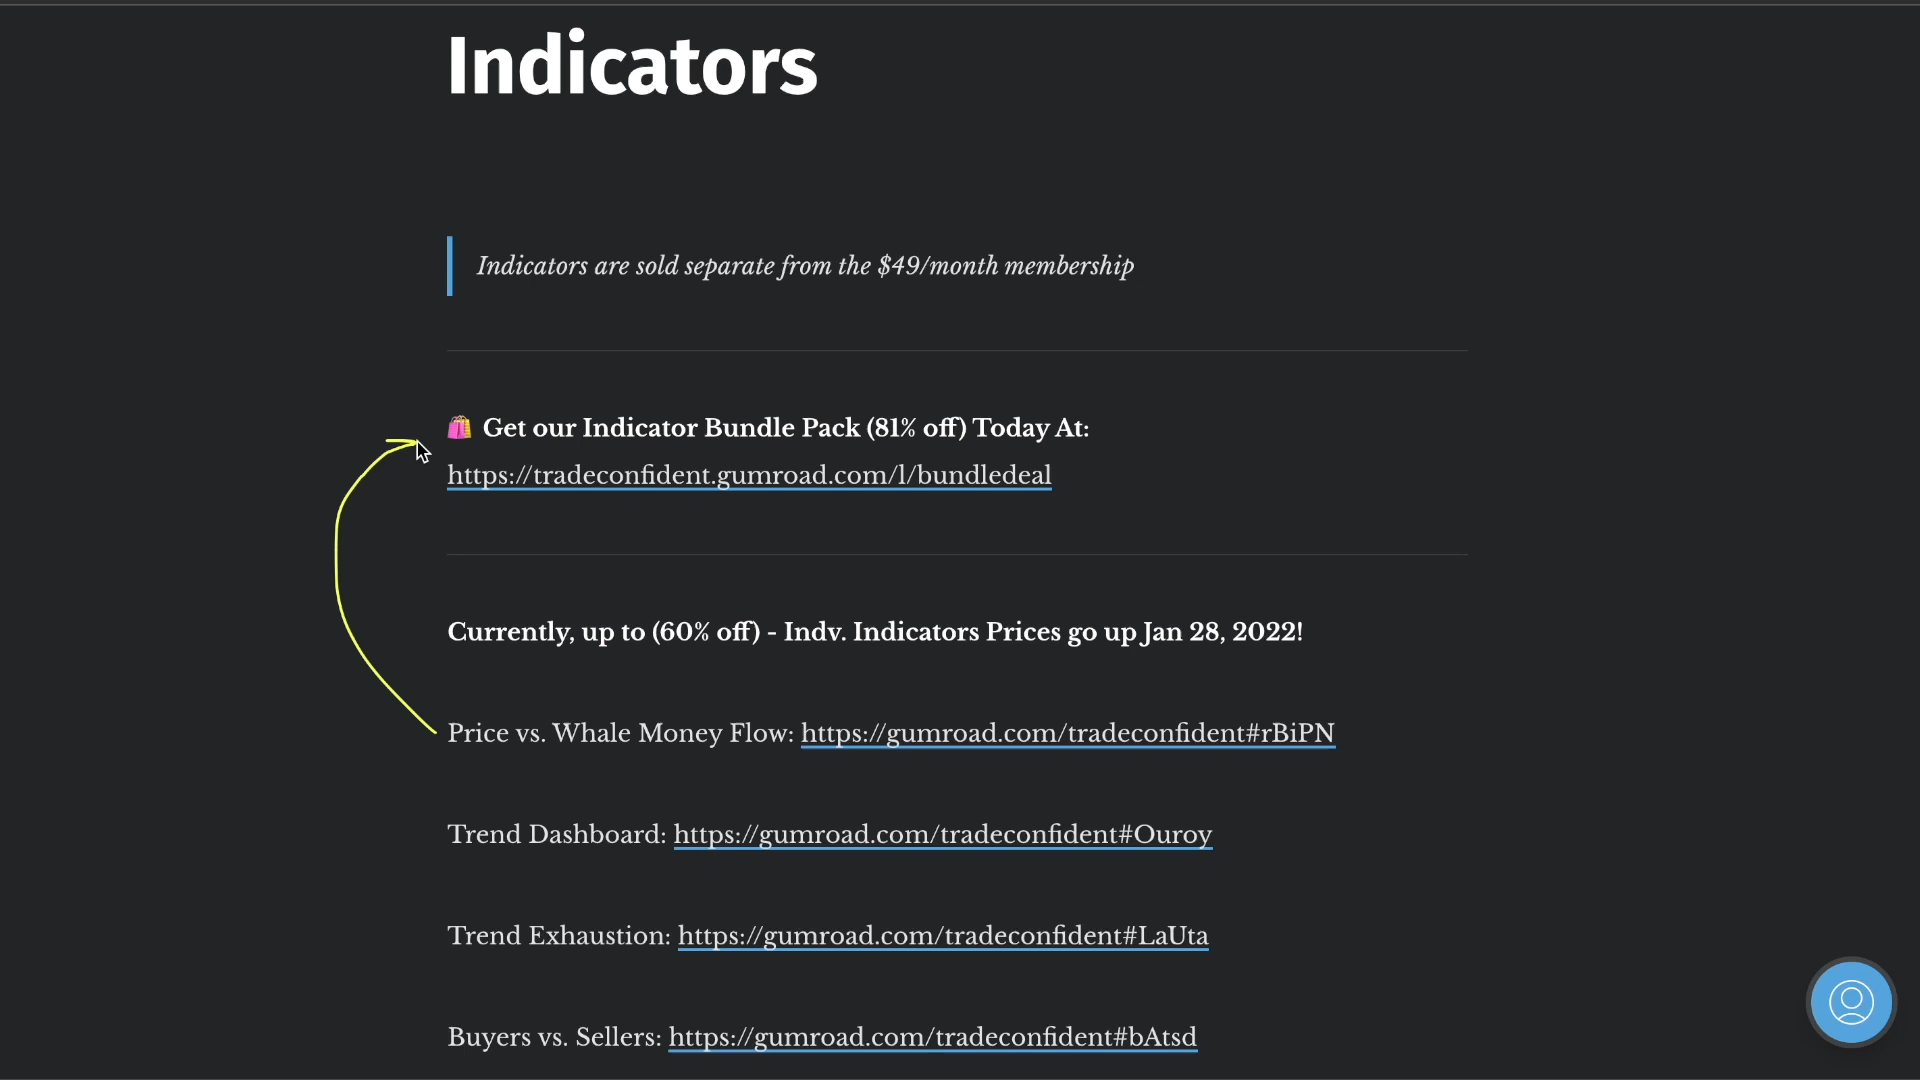 Indicators
Indicators are sold separate from the $49/month membership
🛍️ Get our Indicator Bundle Pack (81% off) Today At:
https://tradeconfident.gumroad.com/l/bundledeal
Currently, up to (60% off) - Indv. Indicators Prices go up Jan 28, 2022!
Price vs. Whale Money Flow: https://gumroad.com/tradeconfident#rBiPN
Trend Dashboard: https://gumroad.com/tradeconfident#Ouroy
Trend Exhaustion: https://gumroad.com/tradeconfident#LaUta
Buyers vs. Sellers: https://gumroad.com/tradeconfident#bAtsd